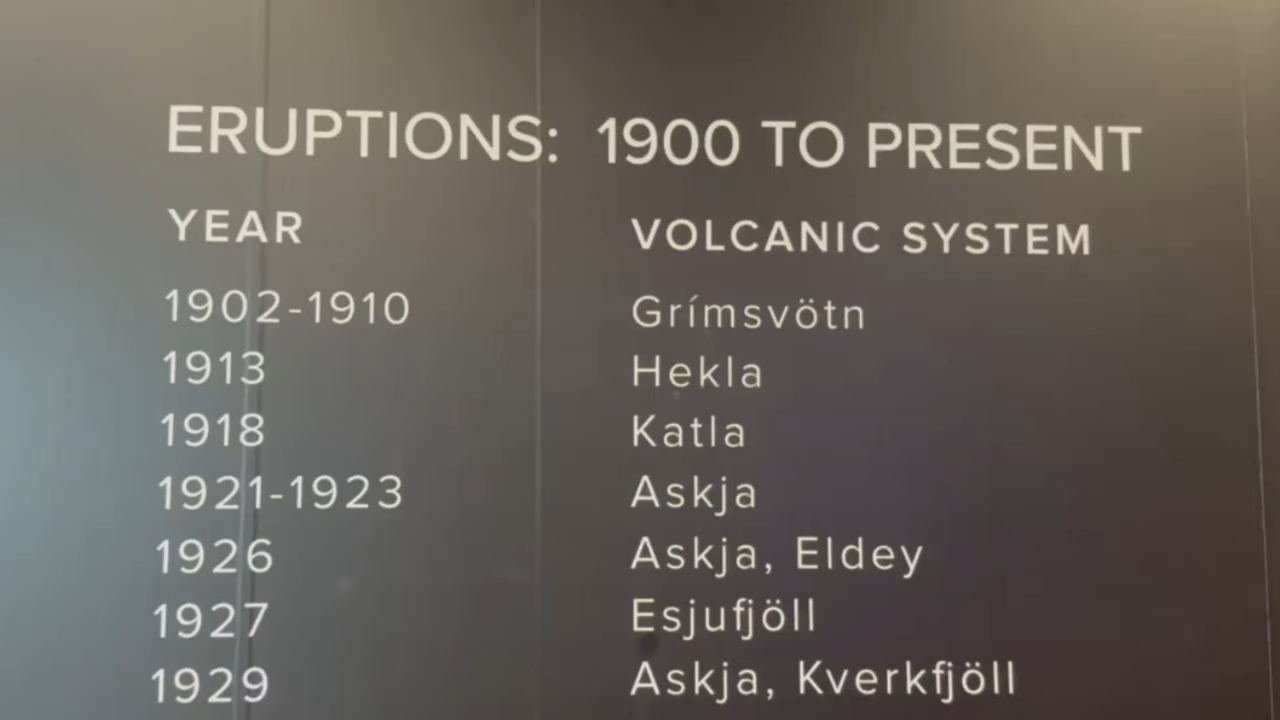 ERUPTIONS: 1900 TO PRESENT
YEAR VOLCANIC SYSTEM
1902-1910 Grímsvötn
1913 Hekla
1918 Katla
1921-1923 Askja
1926 Askja, Eldey
1927 Esjufjöll
1929 Askja, Kverkfjöll